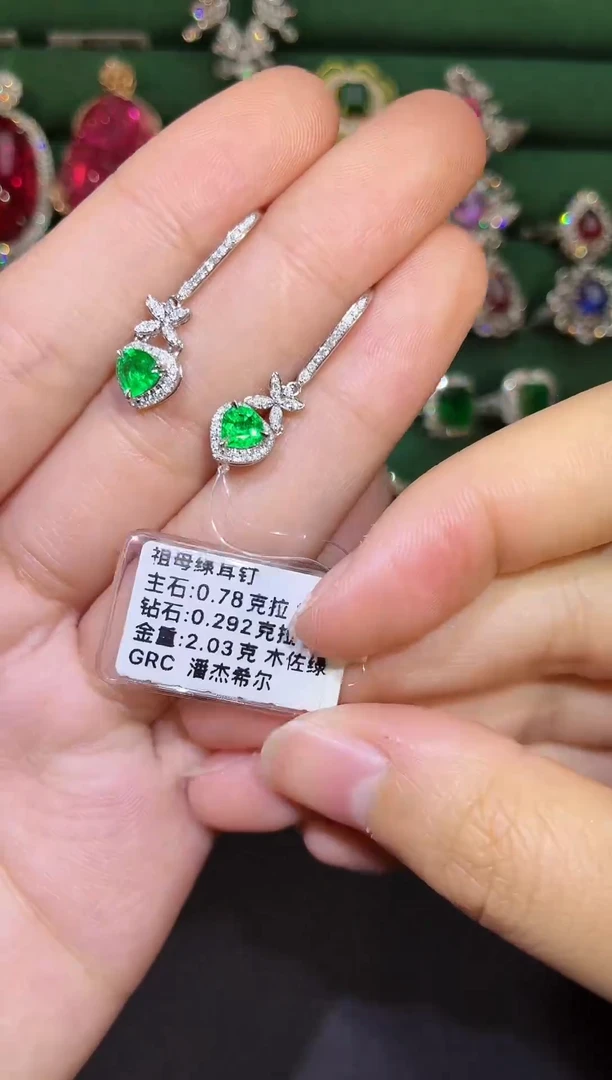 祖母绿耳钉
主石:0.78克拉
钻石:0.292克拉
金重:2.03克 木佐绿
GRC 潘杰希尔